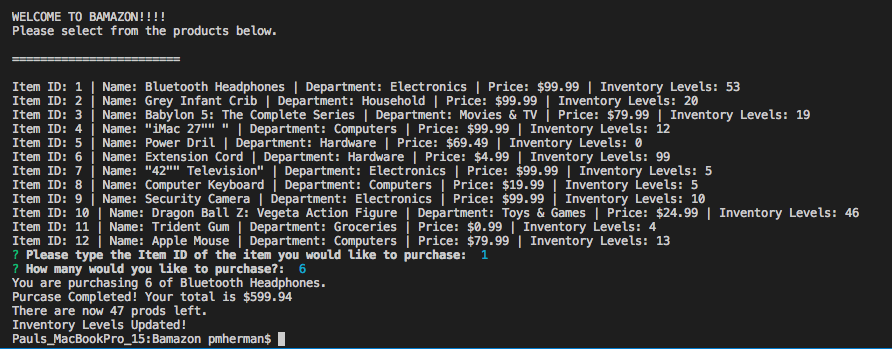 WELCOME TO BAMAZON!!!!
Please select from the products below.
========================
Item ID: 1 | Name: Bluetooth Headphones | Department: Electronics | Price: $99.99 | Inventory Levels: 53
Item ID: 2 | Name: Grey Infant Crib | Department: Household | Price: $99.99 | Inventory Levels: 20
Item ID: 3 | Name: Babylon 5: The Complete Series | Department: Movies & TV | Price: $79.99 | Inventory Levels: 19
Item ID: 4 | Name: "iMac 27"" " | Department: Computers | Price: $99.99 | Inventory Levels: 12
Item ID: 5 | Name: Power Dril | Department: Hardware | Price: $69.49 | Inventory Levels: 0
Item ID: 6 | Name: Extension Cord | Department: Hardware | Price: $4.99 | Inventory Levels: 99
Item ID: 7 | Name: "42"" Television" | Department: Electronics | Price: $99.99 | Inventory Levels: 5
Item ID: 8 | Name: Computer Keyboard | Department: Computers | Price: $19.99 | Inventory Levels: 5
Item ID: 9 | Name: Security Camera | Department: Electronics | Price: $99.99 | Inventory Levels: 10
Item ID: 10 | Name: Dragon Ball Z: Vegeta Action Figure | Department: Toys & Games | Price: $24.99 | Inventory Levels: 46
Item ID: 11 | Name: Trident Gum | Department: Groceries | Price: $0.99 | Inventory Levels: 4
Item ID: 12 | Name: Apple Mouse | Department: Computers | Price: $79.99 | Inventory Levels: 13
? Please type the Item ID of the item you would like to purchase: 1
? How many would you like to purchase?: 6
You are purchasing 6 of Bluetooth Headphones.
Purcase Completed! Your total is $599.94
There are now 47 prods left.
Inventory Levels Updated!
Pauls_MacBookPro_15:Bamazon pmherman$